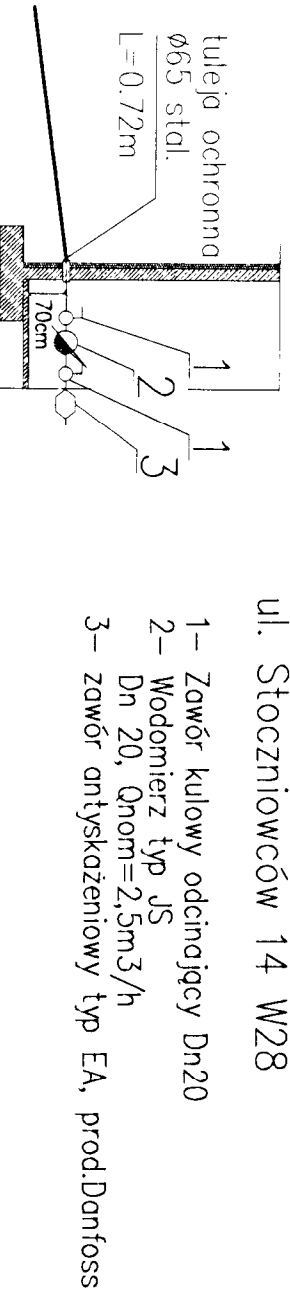 ul. Stoczniowców 14 W28
1- Zawór kulowy odcinający Dn20
2- Wodomierz typ JS
Dn 20, Qnom=2,5m3/h
3- zawór antyskażeniowy typ EA, prod.Danfoss
tuleja ochronna
ø65 stal.
L=0.72m
1
2
1
3
70cm